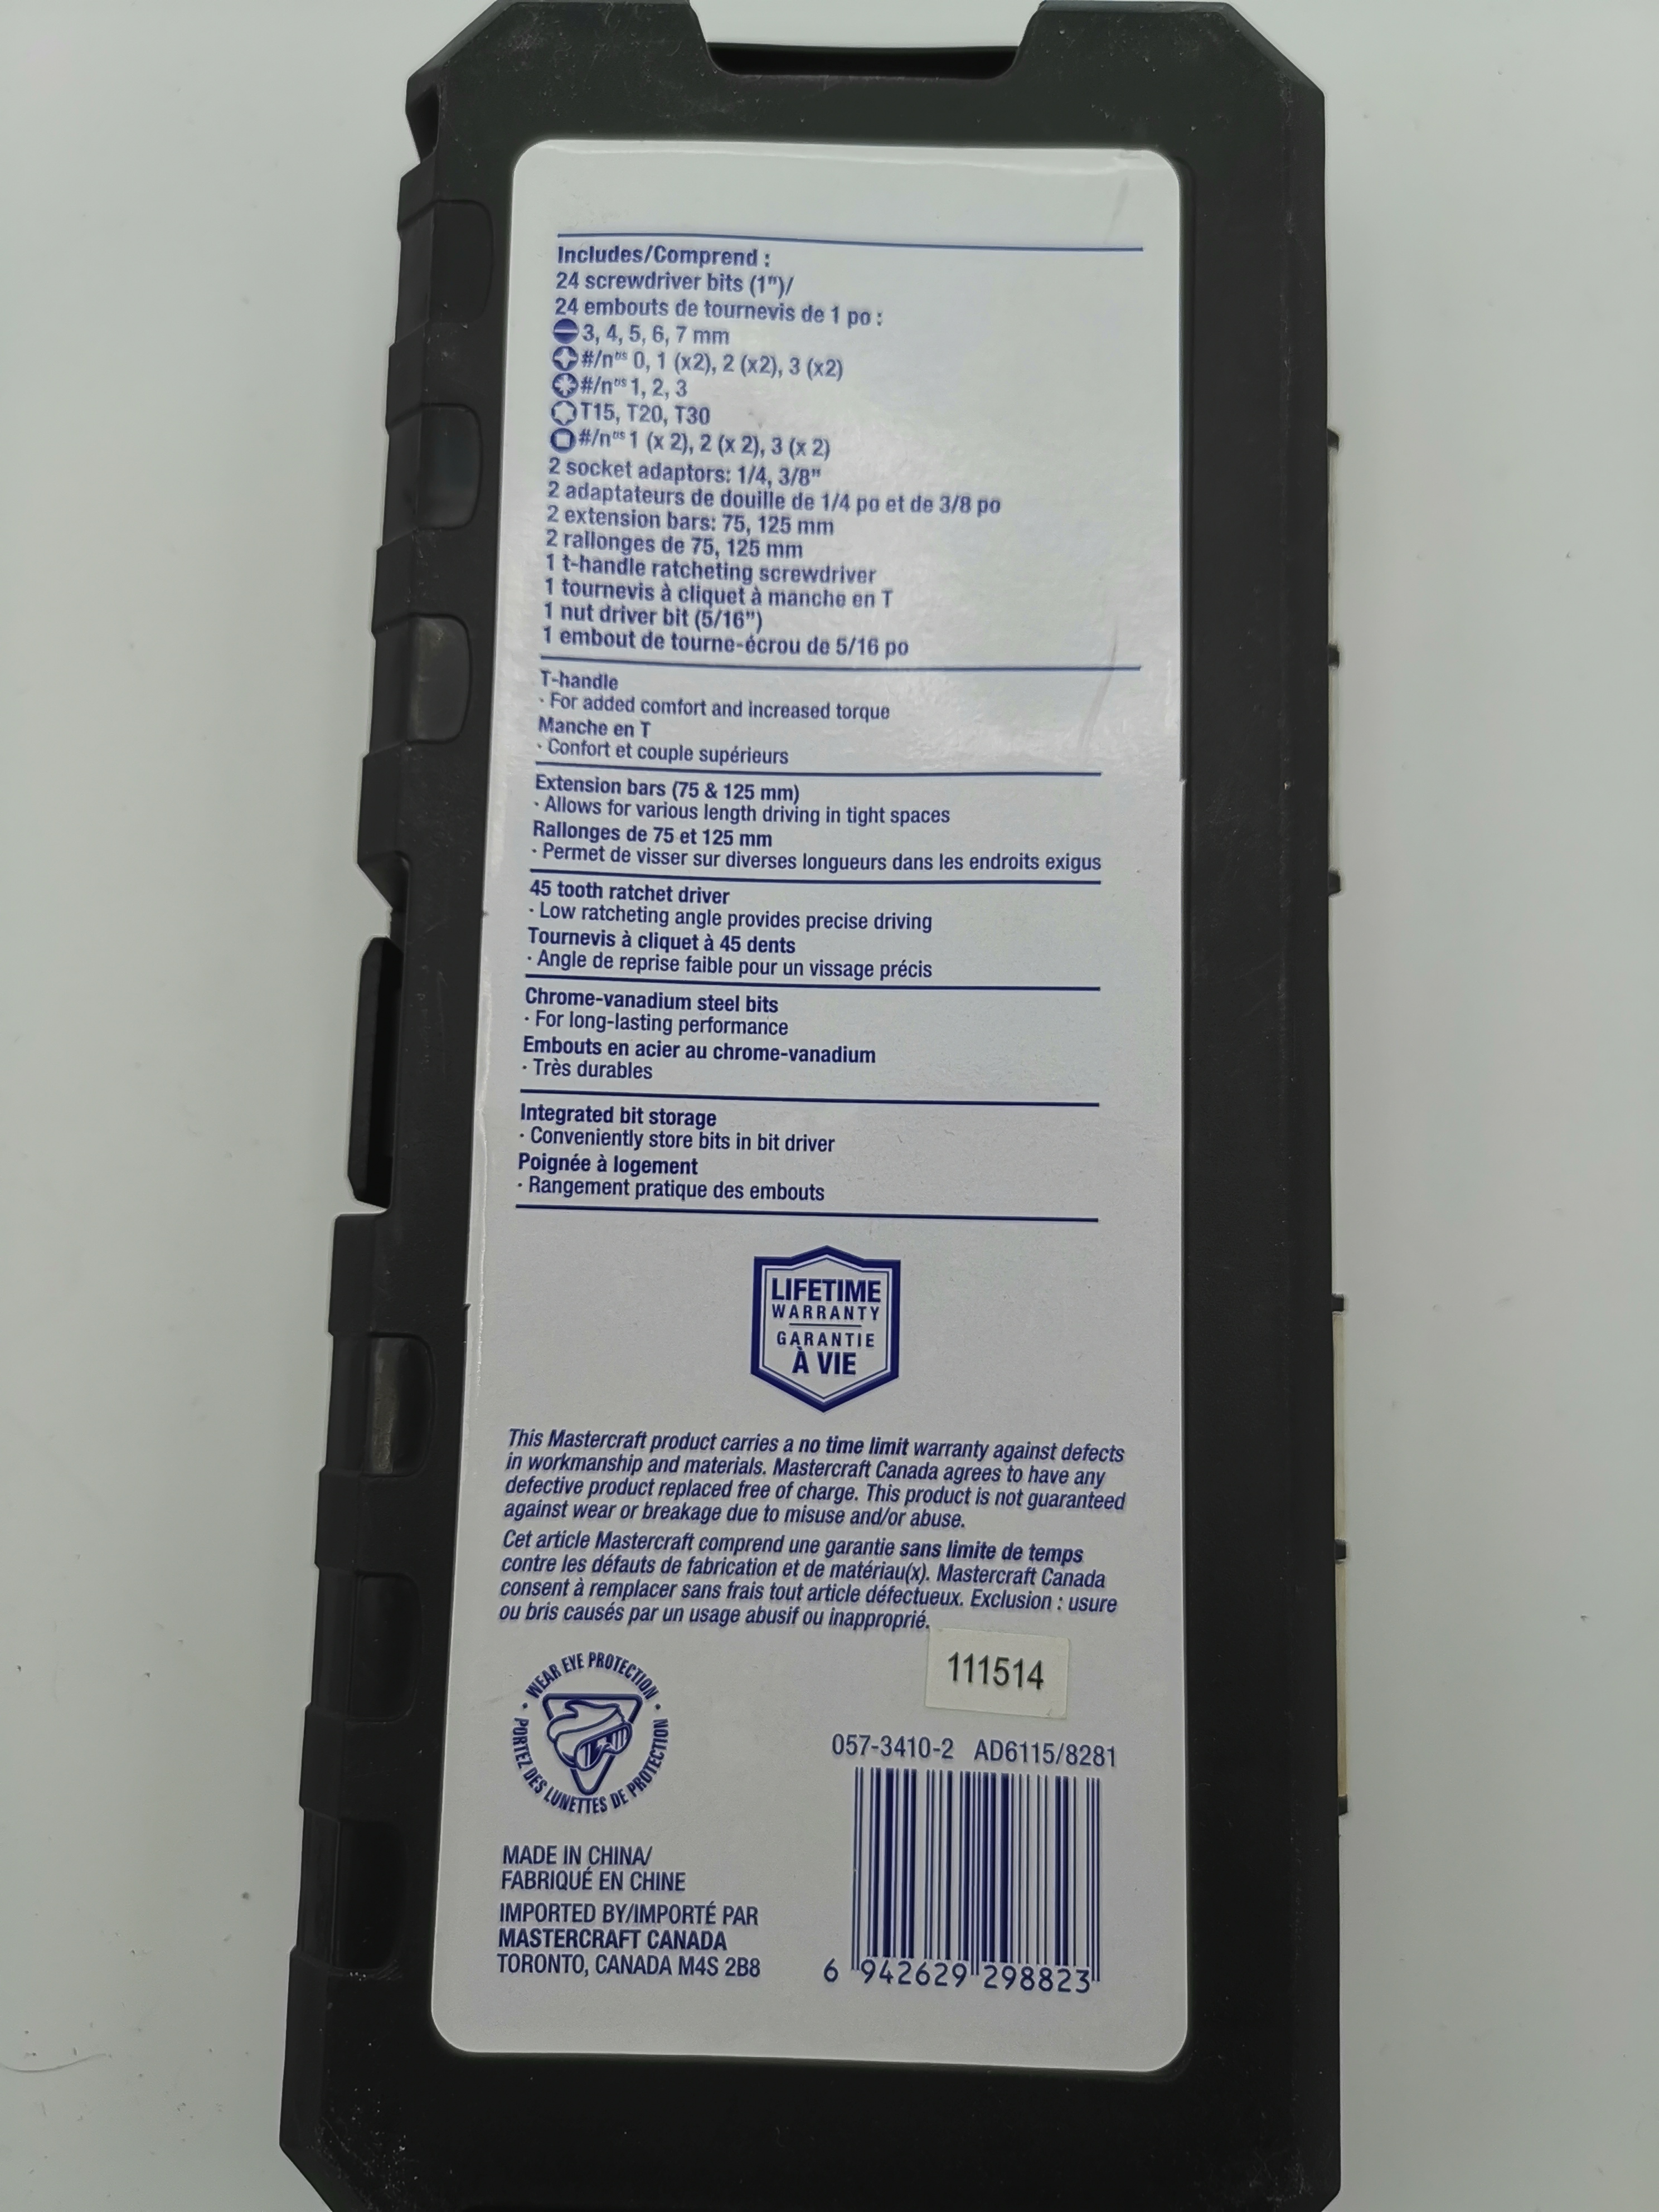 Includes/Comprend :
24 screwdriver bits (1")/
24 embouts de tournevis de 1 po :
3, 4, 5, 6, 7 mm
#/nos 0, 1 (x2), 2 (x2), 3 (x2)
#/nos 1, 2, 3
T15, T20, T30
#/nos 1 (x 2), 2 (x 2), 3 (x 2)
2 socket adaptors: 1/4, 3/8"
2 adaptateurs de douille de 1/4 po et de 3/8 po
2 extension bars: 75, 125 mm
2 rallonges de 75, 125 mm
1 t-handle ratcheting screwdriver
1 tournevis à cliquet à manche en T
1 nut driver bit (5/16")
1 embout de tourne-écrou de 5/16 po
T-handle
· For added comfort and increased torque
Manche en T
· Confort et couple supérieurs
Extension bars (75 & 125 mm)
· Allows for various length driving in tight spaces
Rallonges de 75 et 125 mm
· Permet de visser sur diverses longueurs dans les endroits exigus
45 tooth ratchet driver
· Low ratcheting angle provides precise driving
Tournevis à cliquet à 45 dents
· Angle de reprise faible pour un vissage précis
Chrome-vanadium steel bits
· For long-lasting performance
Embouts en acier au chrome-vanadium
· Très durables
Integrated bit storage
· Conveniently store bits in bit driver
Poignée à logement
· Rangement pratique des embouts
LIFETIME
WARRANTY
GARANTIE
À VIE
This Mastercraft product carries a no time limit warranty against defects
in workmanship and materials. Mastercraft Canada agrees to have any
defective product replaced free of charge. This product is not guaranteed
against wear or breakage due to misuse and/or abuse.
Cet article Mastercraft comprend une garantie sans limite de temps
contre les défauts de fabrication et de matériau(x). Mastercraft Canada
consent à remplacer sans frais tout article défectueux. Exclusion : usure
ou bris causés par un usage abusif ou inapproprié.
111514
WEAR EYE PROTECTION
PORTEZ DES LUNETTES DE PROTECTION
057-3410-2 AD6115/8281
MADE IN CHINA/
FABRIQUÉ EN CHINE
IMPORTED BY/IMPORTÉ PAR
MASTERCRAFT CANADA
TORONTO, CANADA M4S 2B8
6 942629 298823